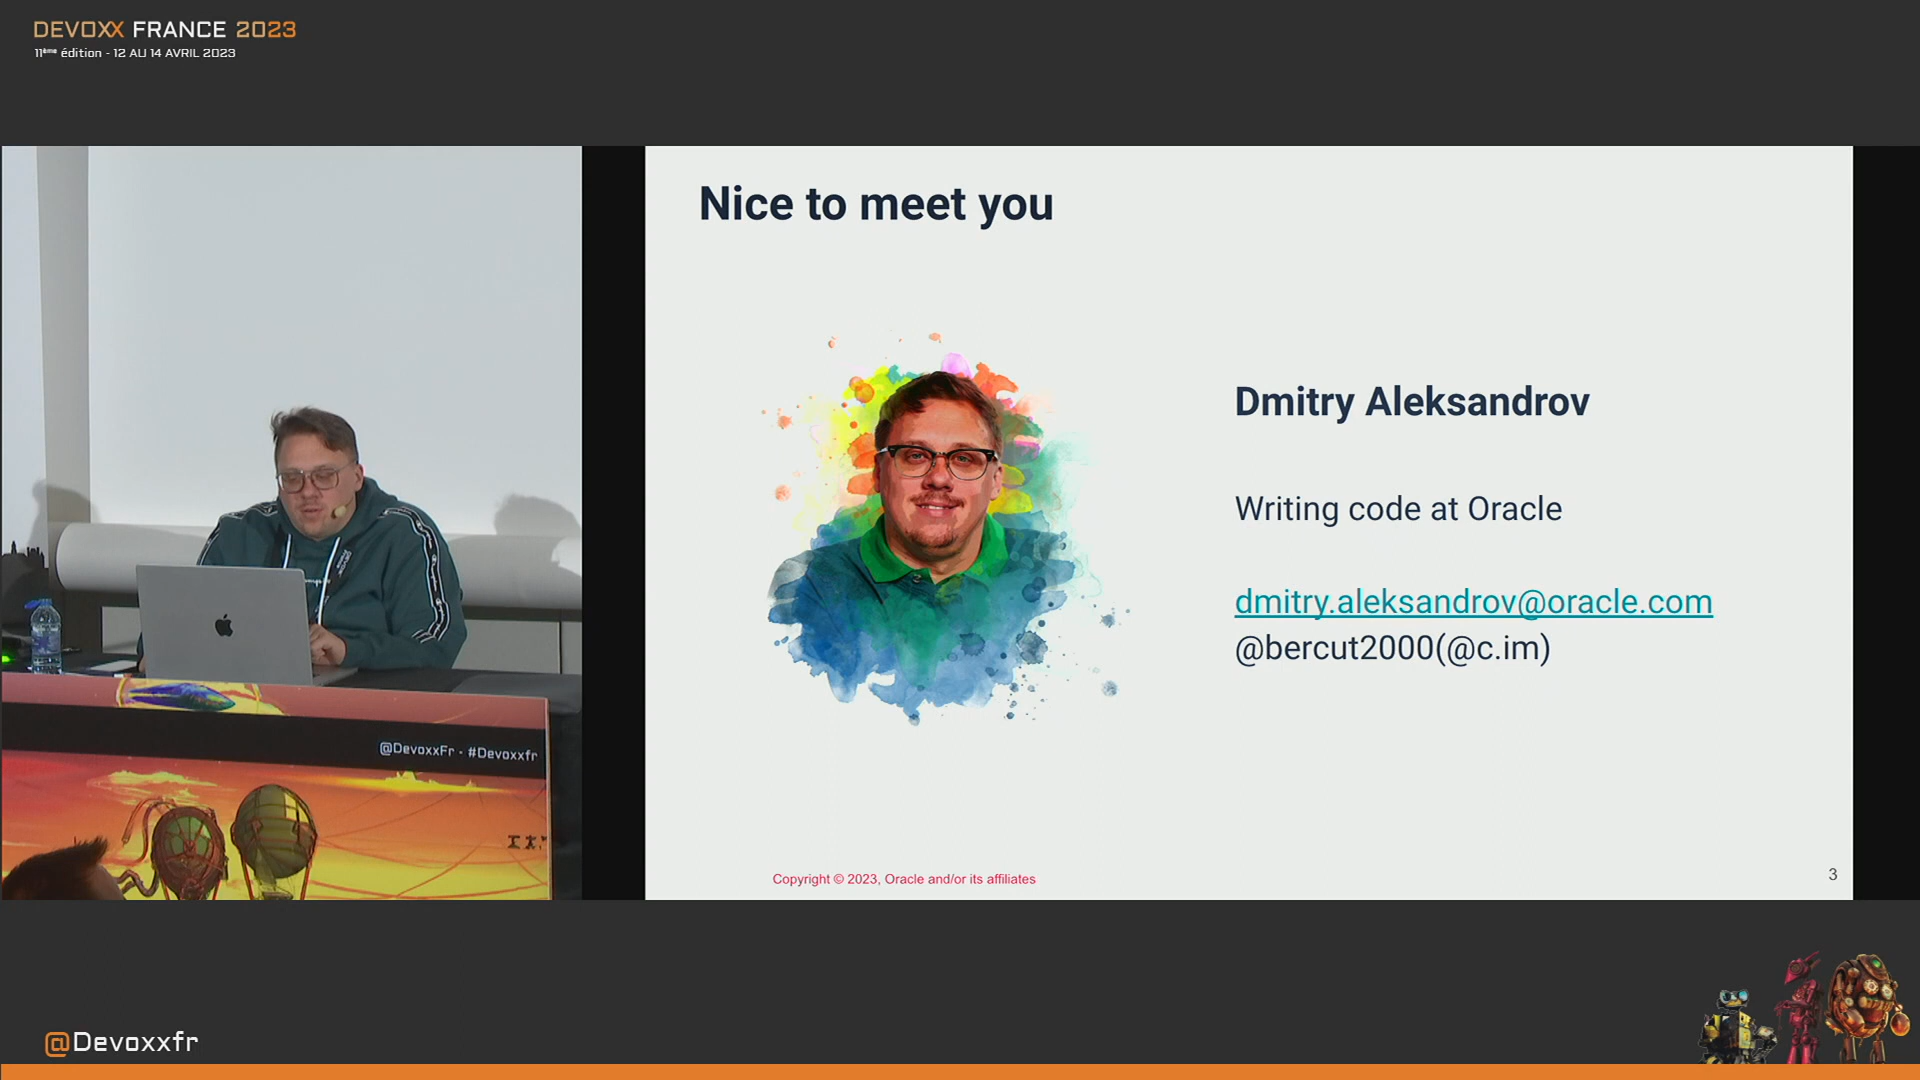 DEVOXX FRANCE 2023
11ème édition - 12 AU 14 AVRIL 2023
Nice to meet you
Dmitry Aleksandrov
Writing code at Oracle
dmitry.aleksandrov@oracle.com
@bercut2000(@c.im)
@DevoxxFr - #Devoxxfr
Copyright © 2023, Oracle and/or its affiliates
3
@Devoxxfr